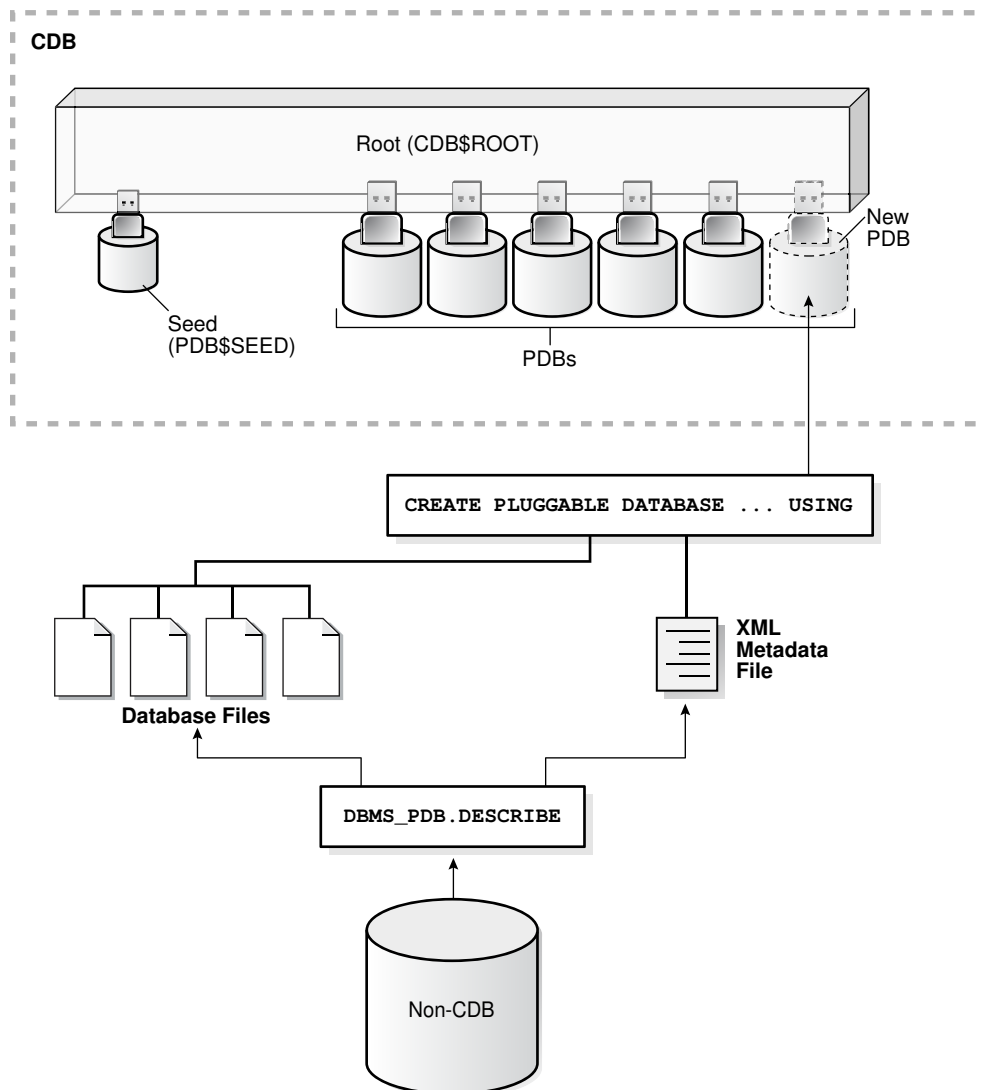 CDB
Root (CDB$ROOT)
New
PDB
Seed
(PDB$SEED)
PDBs
CREATE PLUGGABLE DATABASE ... USING
XML
Metadata
File
Database Files
DBMS_PDB.DESCRIBE
Non-CDB